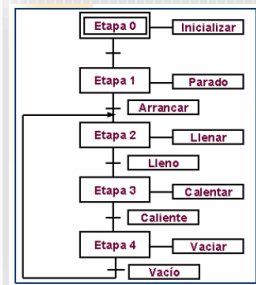 Etapa 0 Inicializar
Etapa 1 Parado
Arrancar
Etapa 2 Llenar
Lleno
Etapa 3 Calentar
Caliente
Etapa 4 Vaciar
Vacío